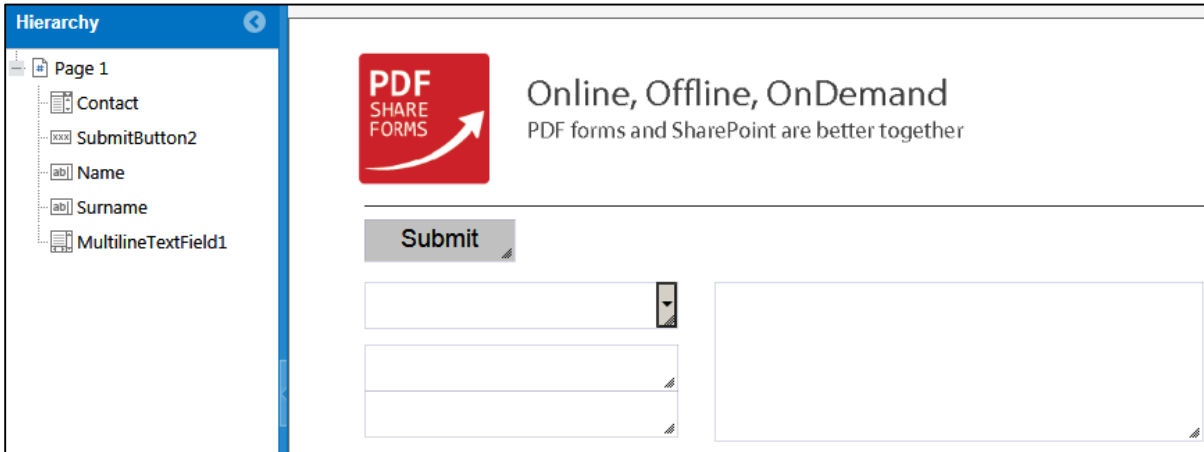 Hierarchy
Page 1
Contact
SubmitButton2
Name
Surname
MultilineTextField1
PDF
SHARE
FORMS
Online, Offline, OnDemand
PDF forms and SharePoint are better together
Submit